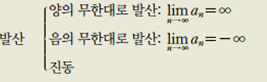 양의 무한대로 발산: lim_{n→∞} a_n = ∞
발산 음의 무한대로 발산: lim_{n→∞} a_n = -∞
진동